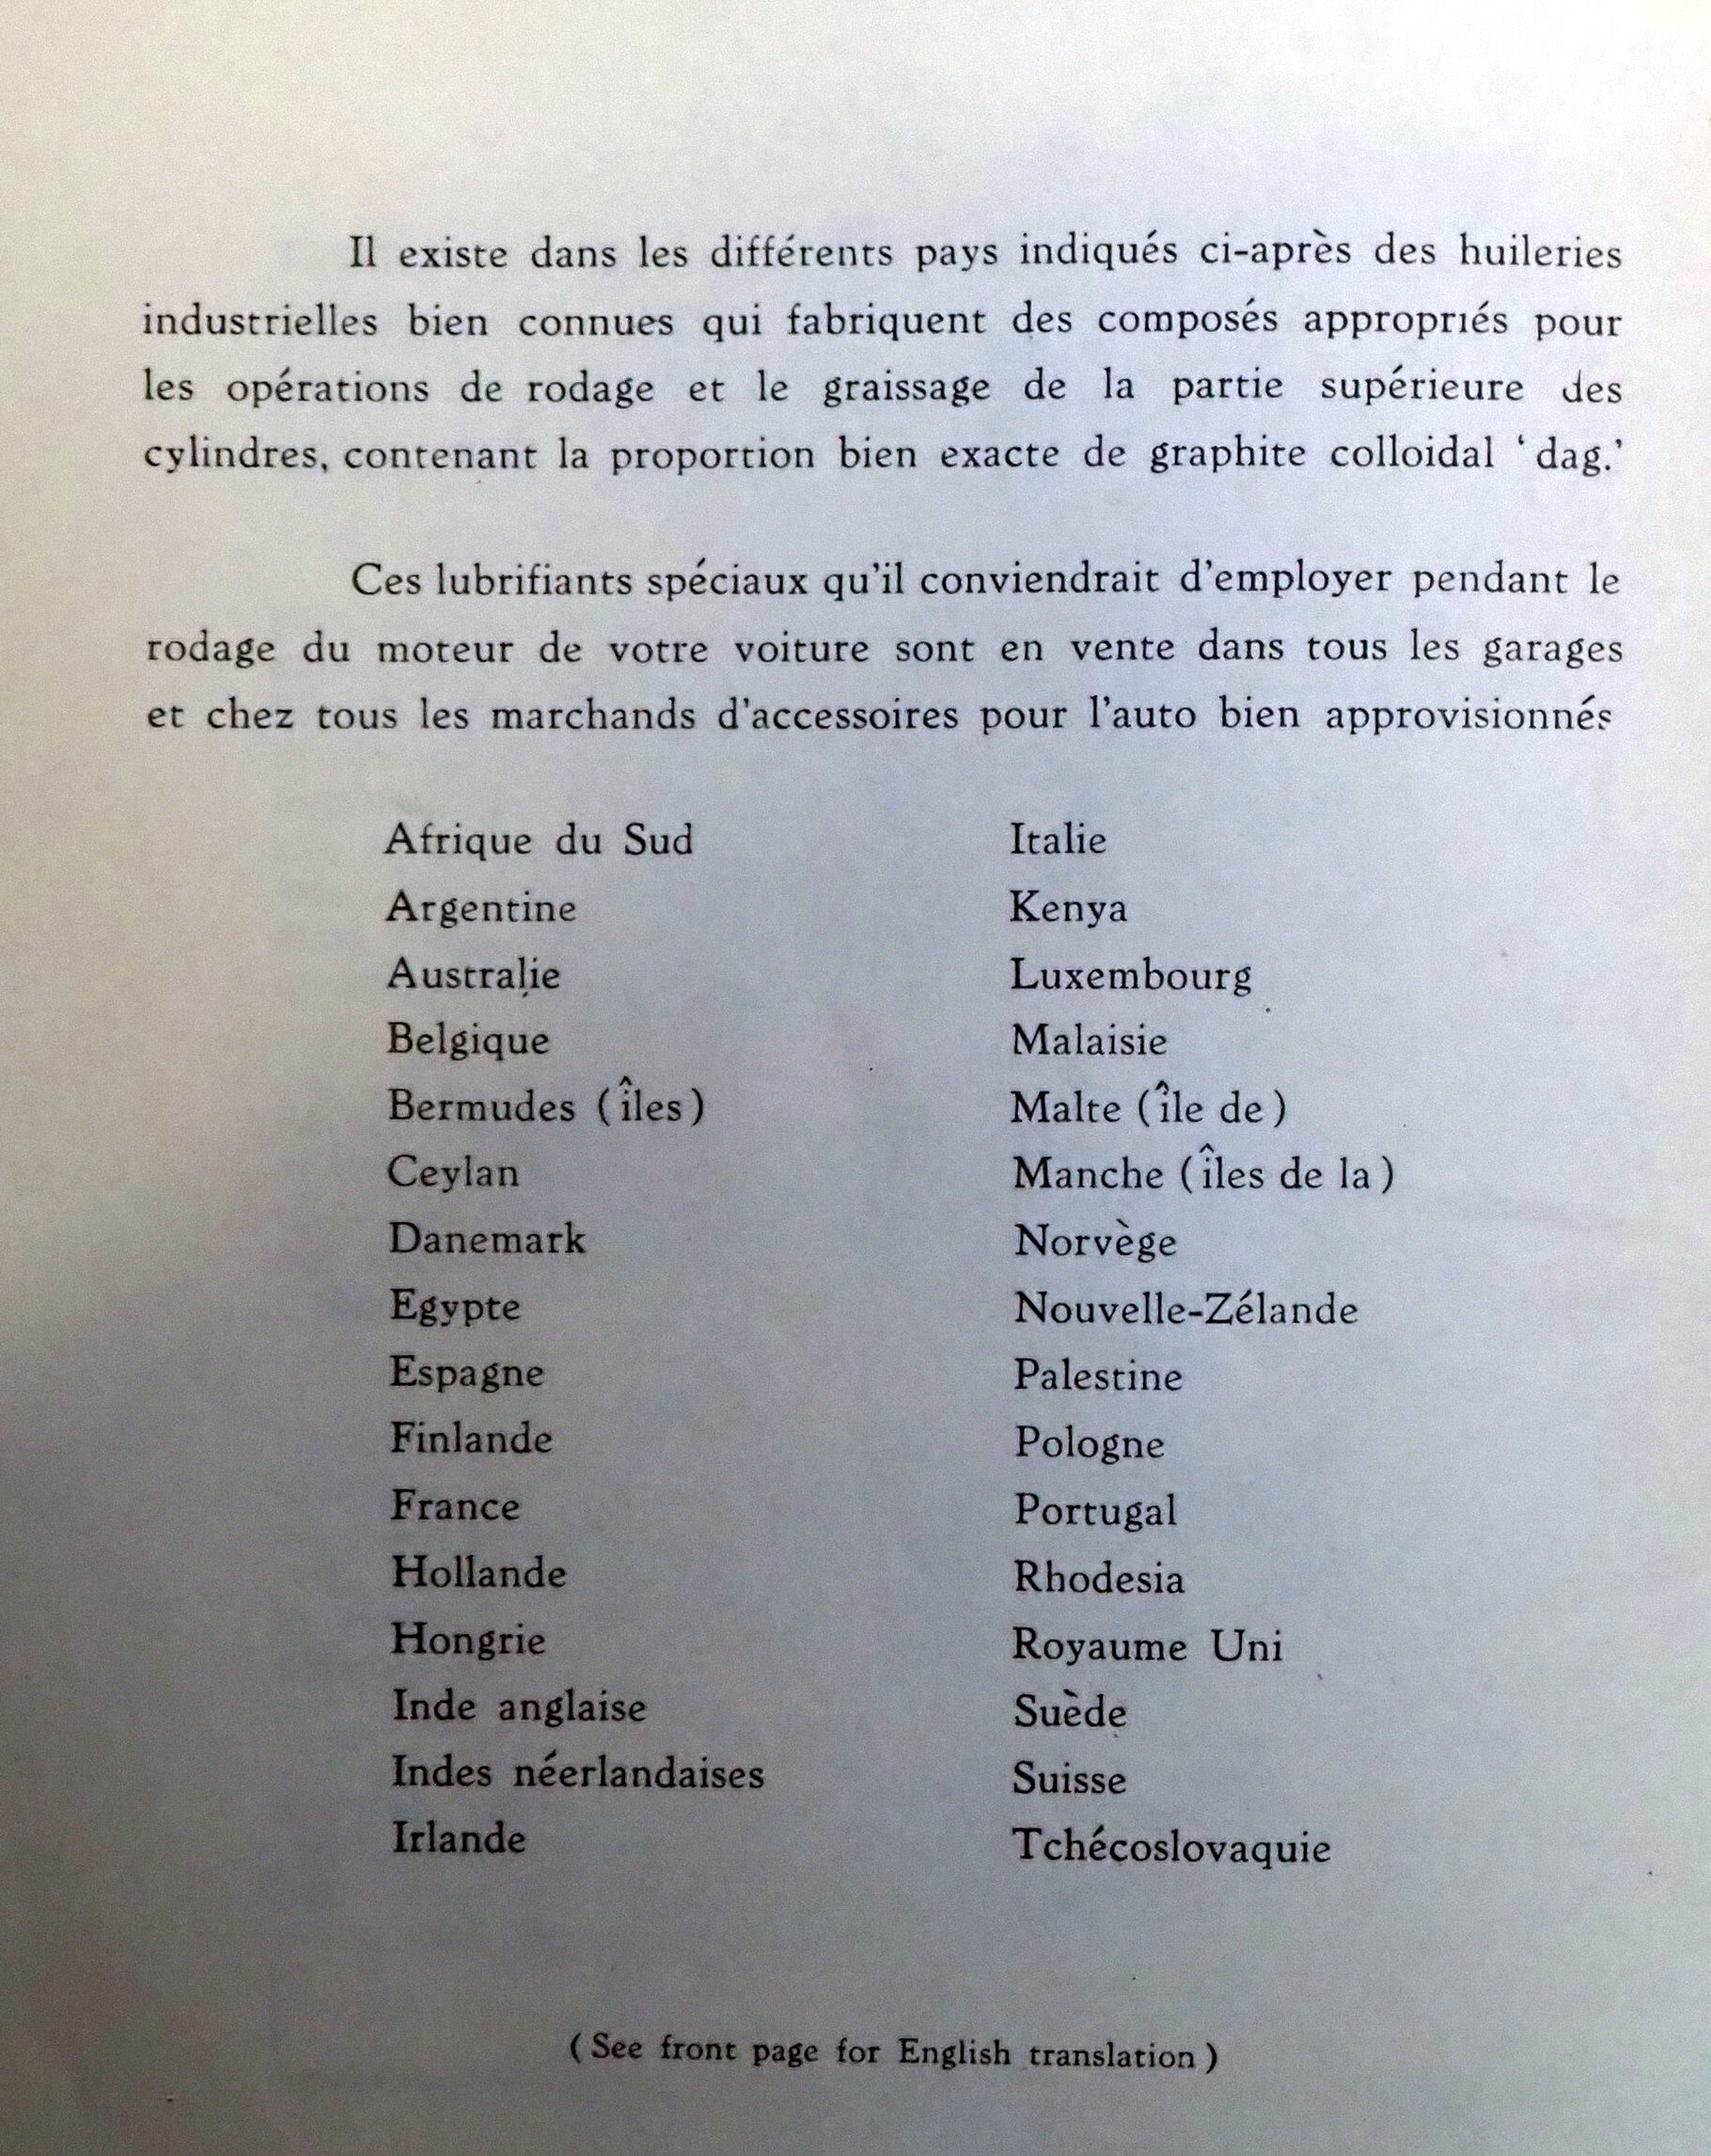 Il existe dans les différents pays indiqués ci-après des huileries
industrielles bien connues qui fabriquent des composés appropriés pour
les opérations de rodage et le graissage de la partie supérieure des
cylindres, contenant la proportion bien exacte de graphite colloidal ‘dag.’
Ces lubrifiants spéciaux qu'il conviendrait d'employer pendant le
rodage du moteur de votre voiture sont en vente dans tous les garages
et chez tous les marchands d'accessoires pour l'auto bien approvisionnés
Afrique du Sud
Argentine
Australie
Belgique
Bermudes (îles)
Ceylan
Danemark
Egypte
Espagne
Finlande
France
Hollande
Hongrie
Inde anglaise
Indes néerlandaises
Irlande
Italie
Kenya
Luxembourg
Malaisie
Malte (île de)
Manche (îles de la)
Norvège
Nouvelle-Zélande
Palestine
Pologne
Portugal
Rhodesia
Royaume Uni
Suède
Suisse
Tchécoslovaquie
(See front page for English translation)